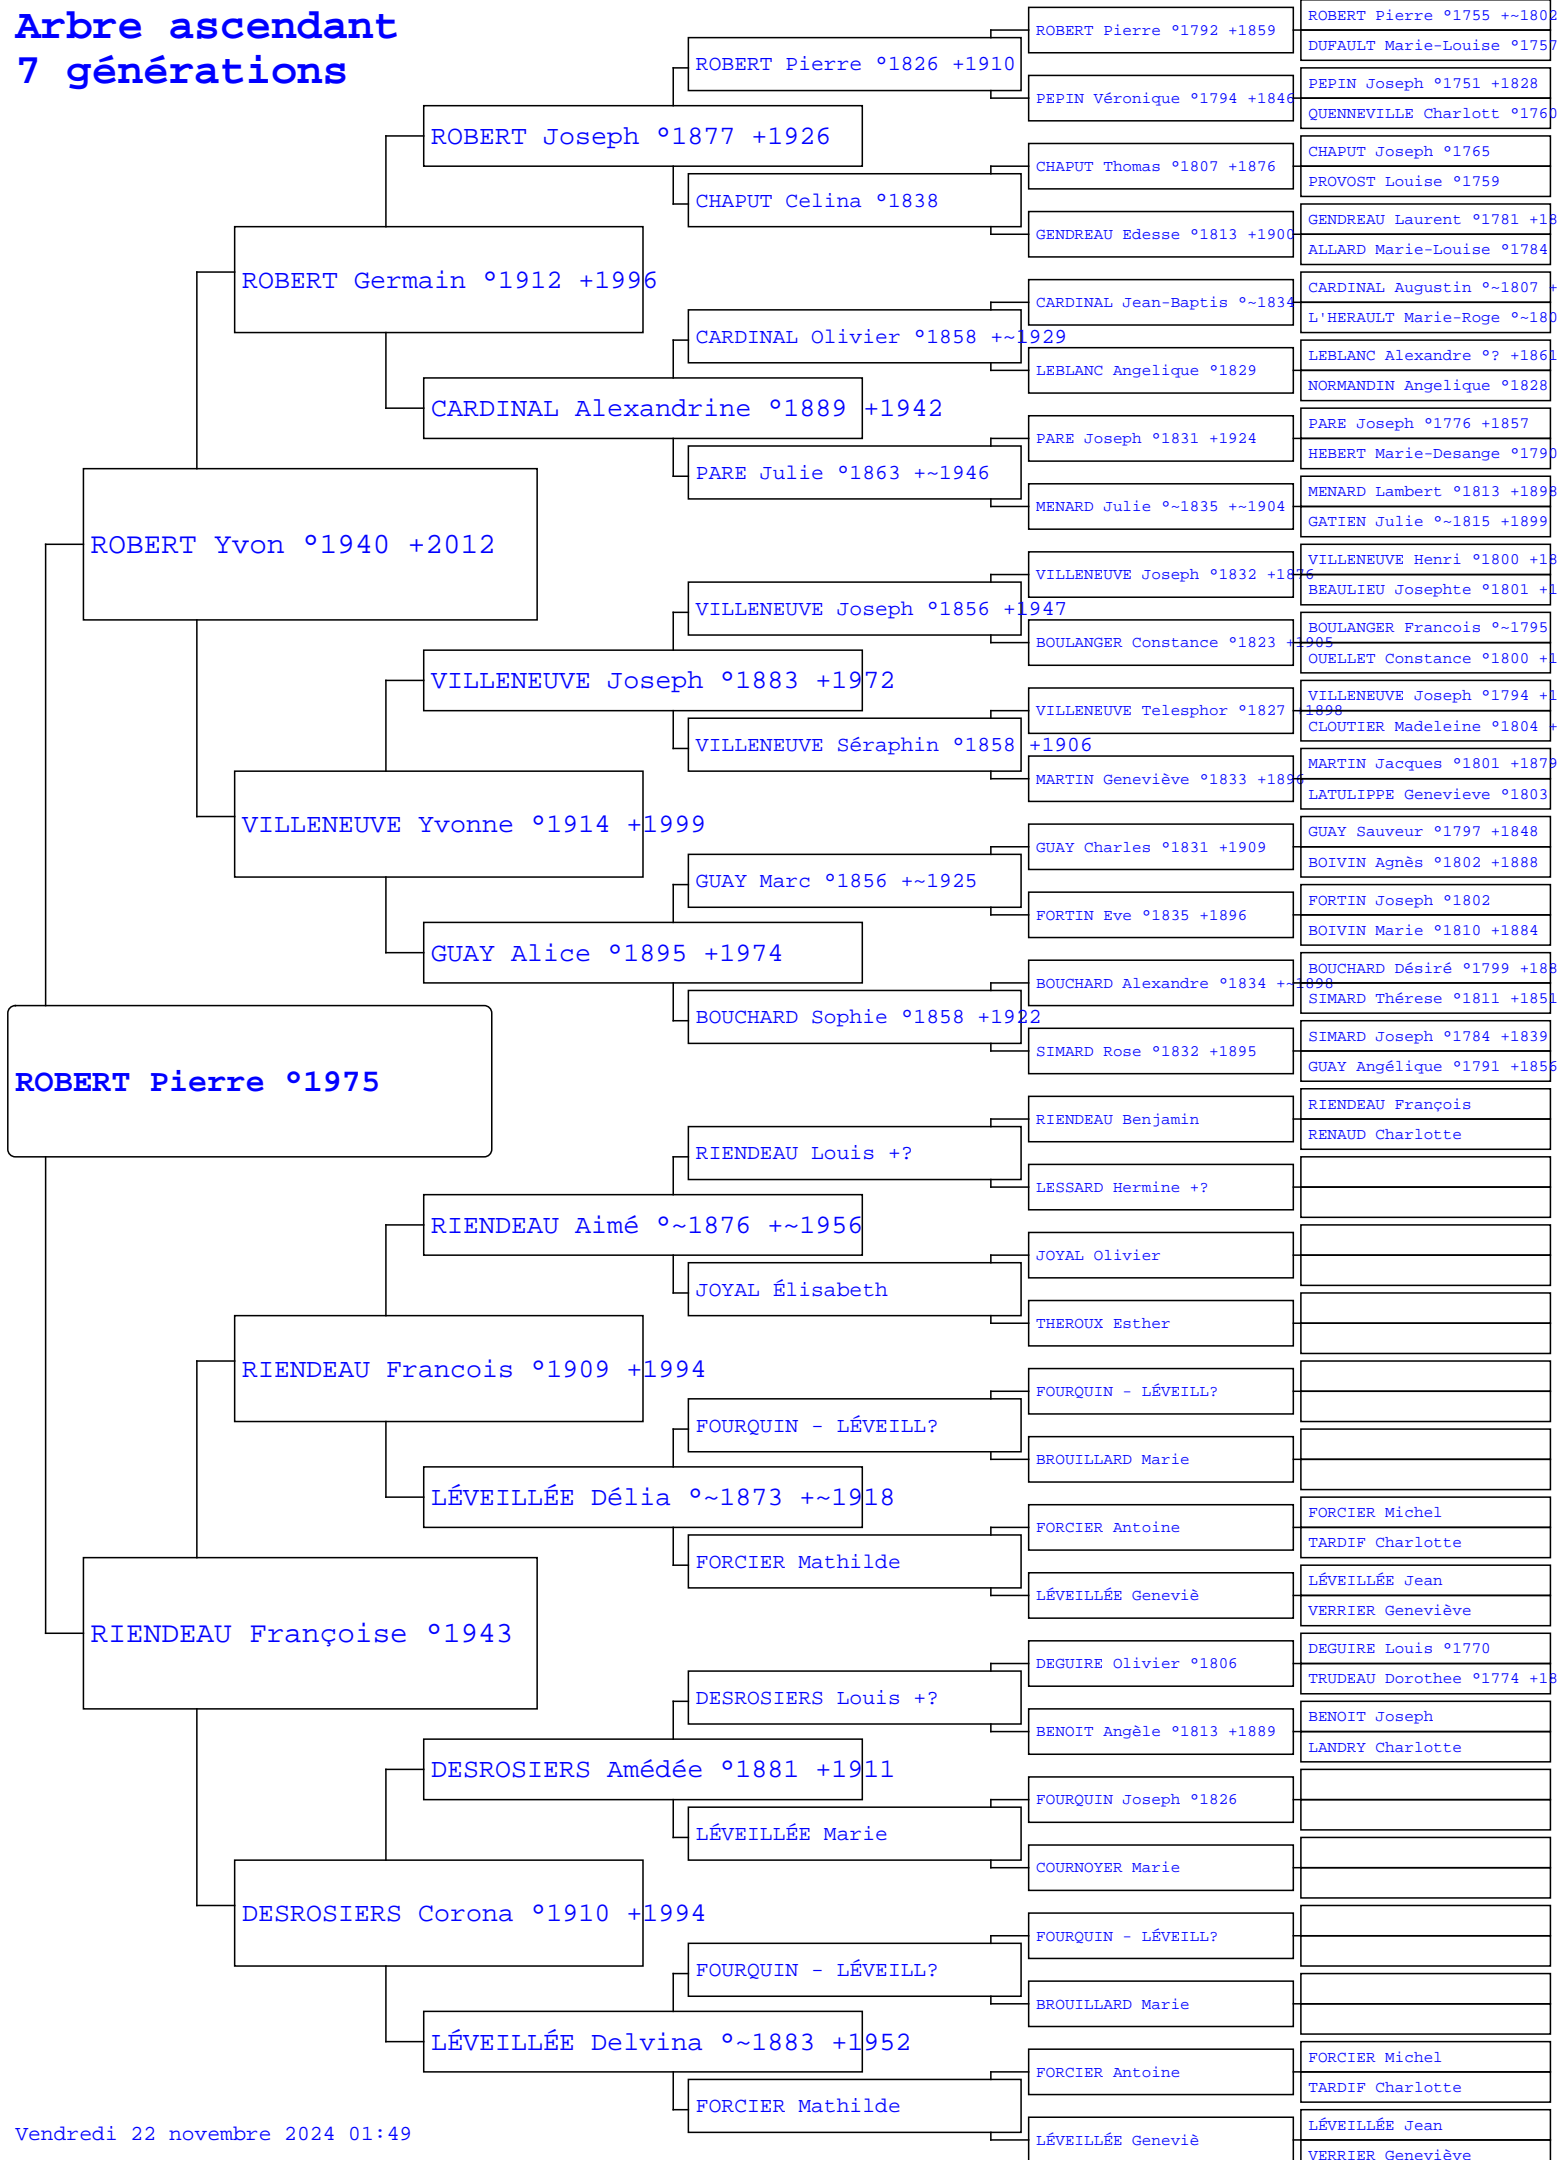 Arbre ascendant
7 générations
ROBERT Pierre °1975
ROBERT Yvon °1940 +2012
RIENDEAU Françoise °1943
ROBERT Germain °1912 +1996
VILLENEUVE Yvonne °1914 +1999
RIENDEAU Francois °1909 +1994
DESROSIERS Corona °1910 +1994
ROBERT Joseph °1877 +1926
CARDINAL Alexandrine °1889 +1942
VILLENEUVE Joseph °1883 +1972
GUAY Alice °1895 +1974
RIENDEAU Aimé °~1876 +~1956
LÉVEILLÉE Délia °~1873 +~1918
DESROSIERS Amédée °1881 +1911
LÉVEILLÉE Delvina °~1883 +1952
ROBERT Pierre °1826 +1910
CHAPUT Celina °1838
CARDINAL Olivier °1858 +~1929
PARE Julie °1863 +~1946
VILLENEUVE Joseph °1856 +1947
VILLENEUVE Séraphin °1858 +1906
GUAY Marc °1856 +~1925
BOUCHARD Sophie °1858 +1922
RIENDEAU Louis +?
JOYAL Élisabeth
FOURQUIN - LÉVEILL?
FORCIER Mathilde
DESROSIERS Louis +?
LÉVEILLÉE Marie
FOURQUIN - LÉVEILL?
FORCIER Mathilde
ROBERT Pierre °1792 +1859
PEPIN Véronique °1794 +1846
CHAPUT Thomas °1807 +1876
GENDREAU Edesse °1813 +1900
CARDINAL Jean-Baptis °~1834
LEBLANC Angelique °1829
PARE Joseph °1831 +1924
MENARD Julie °~1835 +~1904
VILLENEUVE Joseph °1832 +1876
BOULANGER Constance °1823 +1905
VILLENEUVE Telesphor °1827 +1898
MARTIN Geneviève °1833 +1896
GUAY Charles °1831 +1909
FORTIN Eve °1835 +1896
BOUCHARD Alexandre °1834 +~1898
SIMARD Rose °1832 +1895
RIENDEAU Benjamin
LESSARD Hermine +?
JOYAL Olivier
THEROUX Esther
FOURQUIN - LÉVEILL?
BROUILLARD Marie
FORCIER Antoine
LÉVEILLÉE Geneviè
DEGUIRE Olivier °1806
BENOIT Angèle °1813 +1889
FOURQUIN Joseph °1826
COURNOYER Marie
FOURQUIN - LÉVEILL?
BROUILLARD Marie
FORCIER Antoine
LÉVEILLÉE Geneviè
ROBERT Pierre °1755 +~1802
DUFAULT Marie-Louise °1757
PEPIN Joseph °1751 +1828
QUENNEVILLE Charlott °1760
CHAPUT Joseph °1765
PROVOST Louise °1759
GENDREAU Laurent °1781 +18
ALLARD Marie-Louise °1784
CARDINAL Augustin °~1807 +
L'HERAULT Marie-Roge °~180
LEBLANC Alexandre °? +1861
NORMANDIN Angelique °1828
PARE Joseph °1776 +1857
HEBERT Marie-Desange °1790
MENARD Lambert °1813 +1898
GATIEN Julie °~1815 +1899
VILLENEUVE Henri °1800 +18
BEAULIEU Josephte °1801 +1
BOULANGER Francois °~1795
OUELLET Constance °1800 +1
VILLENEUVE Joseph °1794 +1
CLOUTIER Madeleine °1804 +
MARTIN Jacques °1801 +1879
LATULIPPE Genevieve °1803
GUAY Sauveur °1797 +1848
BOIVIN Agnès °1802 +1888
FORTIN Joseph °1802
BOIVIN Marie °1810 +1884
BOUCHARD Désiré °1799 +188
SIMARD Thérese °1811 +1851
SIMARD Joseph °1784 +1839
GUAY Angélique °1791 +1856
RIENDEAU François
RENAUD Charlotte
FORCIER Michel
TARDIF Charlotte
LÉVEILLÉE Jean
VERRIER Geneviève
DEGUIRE Louis °1770
TRUDEAU Dorothee °1774 +18
BENOIT Joseph
LANDRY Charlotte
FORCIER Michel
TARDIF Charlotte
LÉVEILLÉE Jean
VERRIER Geneviève
Vendredi 22 novembre 2024 01:49